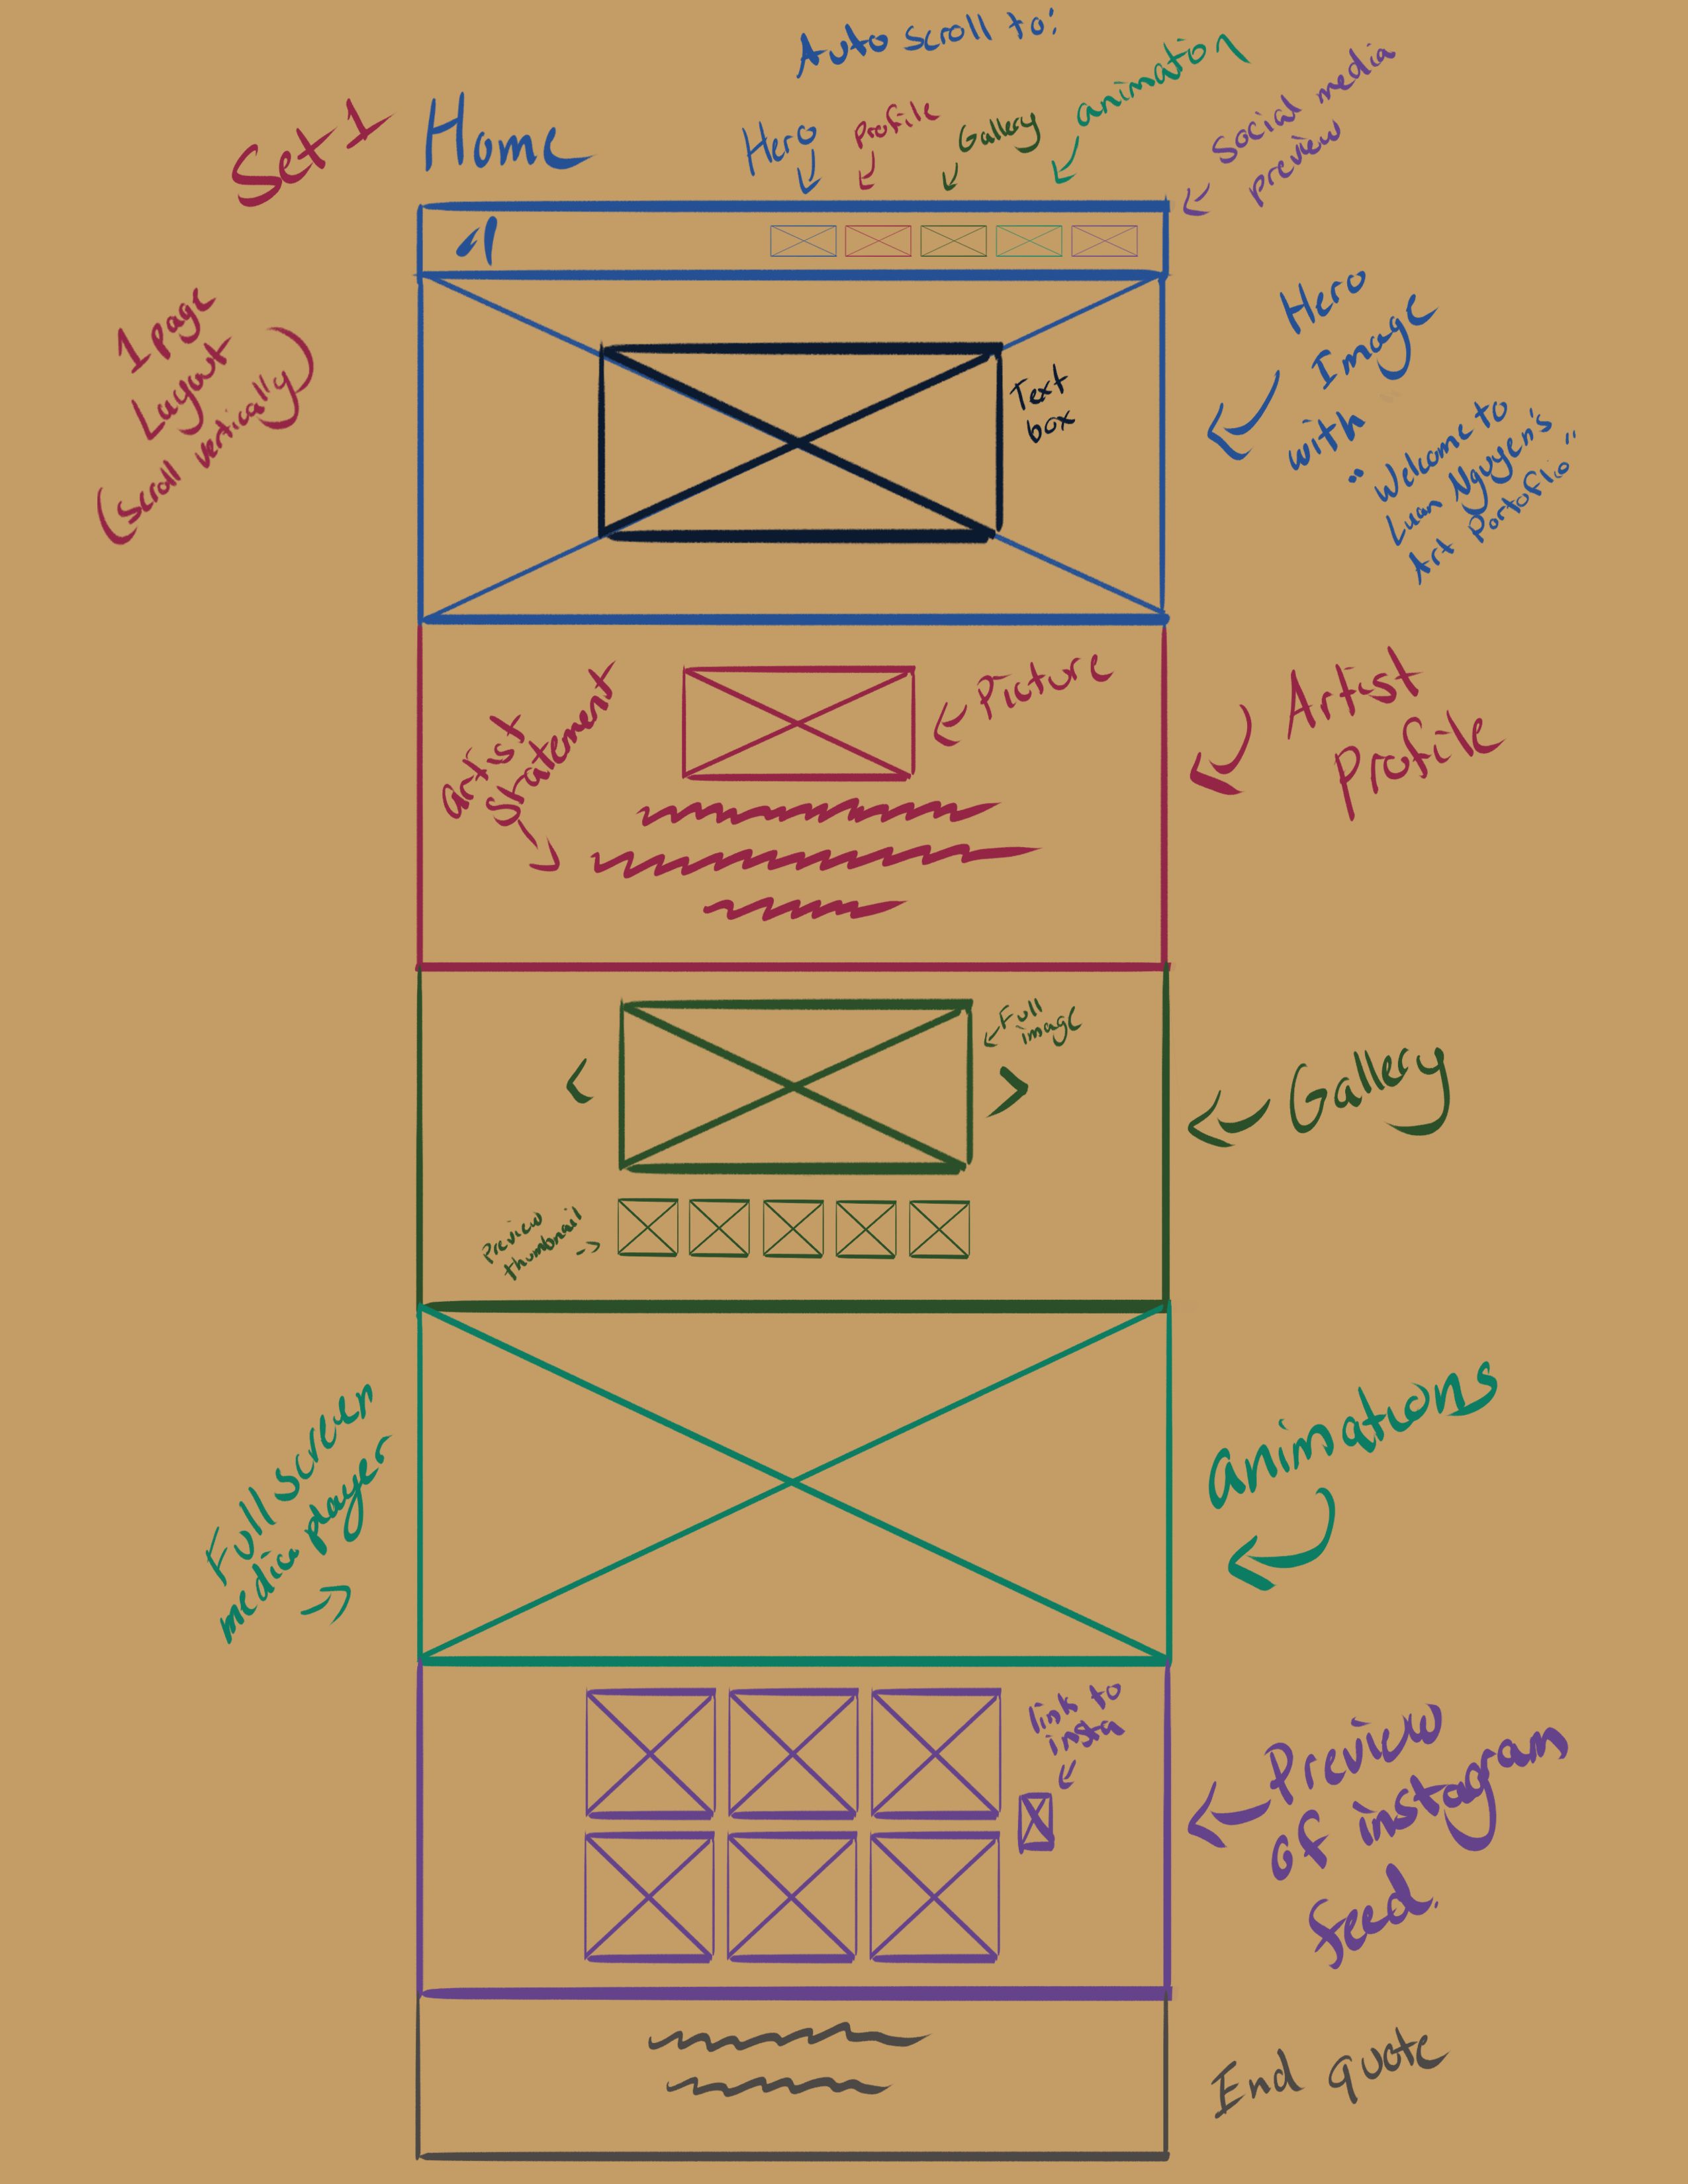 Auto scroll to:
Set 1
Home
Hero
Profile
Gallery
animation
Social media
preview
1 page
Layout
(Scroll vertically)
Text
box
Hero
Image
with
"Welcome to
Luan Nguyen's
Art Portoflio"
Artist
Statement
Picture
Artist
Profile
Full
image
Gallery
Preview
thumbnail
Full screen
media player
animations
link to
insta
Preview
of instagram
feed.
End quote